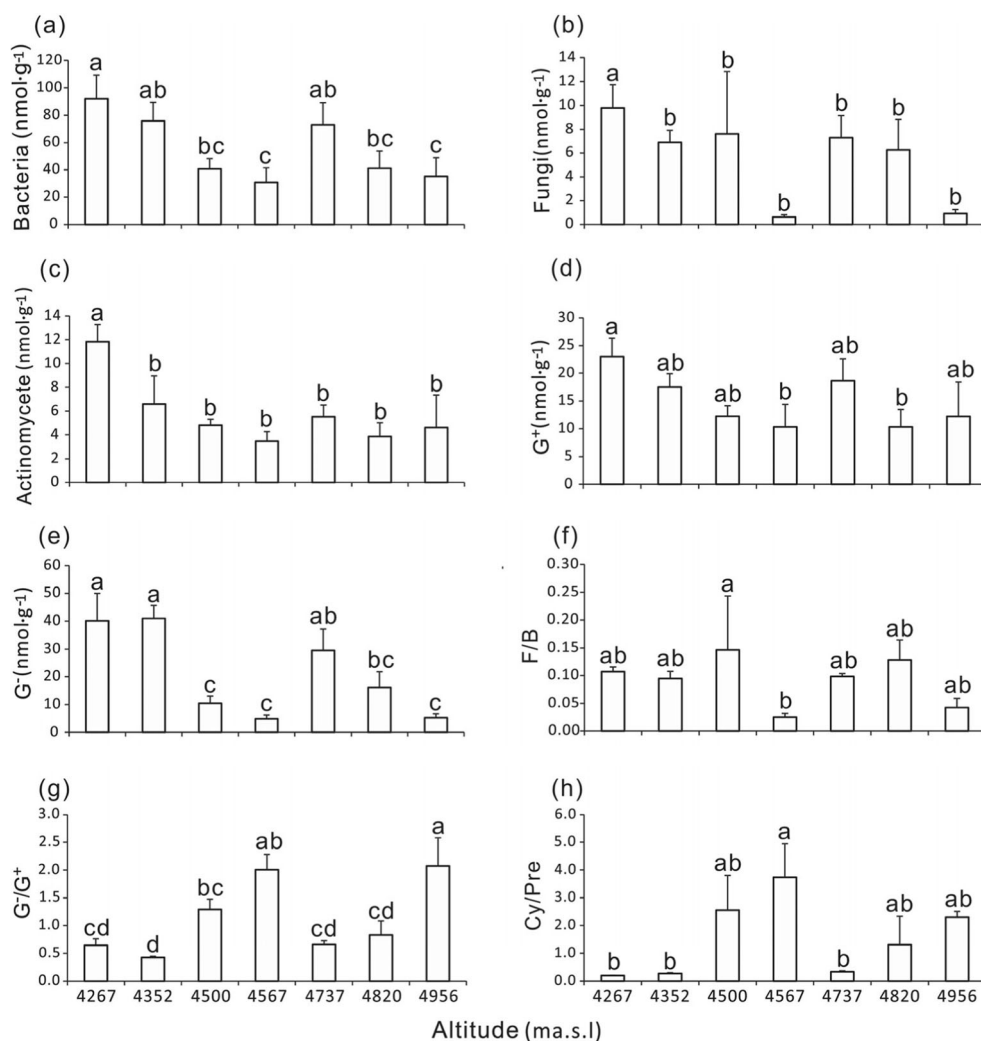 (a)
Bacteria (nmol·g⁻¹)
120
100
80
60
40
20
0
a
ab
bc
c
ab
bc
c
(b)
Fungi(nmol·g⁻¹)
14
12
10
8
6
4
2
0
a
b
b
b
b
b
b
(c)
Actinomycete (nmol·g⁻¹)
14
12
10
8
6
4
2
0
a
b
b
b
b
b
b
(d)
G⁺(nmol·g⁻¹)
30
25
20
15
10
5
0
a
ab
ab
b
ab
b
ab
(e)
G⁻(nmol·g⁻¹)
60
50
40
30
20
10
0
a
a
c
c
ab
bc
c
(f)
F/B
0.30
0.25
0.20
0.15
0.10
0.05
0.00
ab
ab
a
b
ab
ab
ab
(g)
G⁻/G⁺
3.0
2.5
2.0
1.5
1.0
0.5
0.0
cd
d
bc
ab
cd
cd
a
4267 4352 4500 4567 4737 4820 4956
(h)
Cy/Pre
6.0
5.0
4.0
3.0
2.0
1.0
0.0
b
b
ab
a
b
ab
ab
4267 4352 4500 4567 4737 4820 4956
Altitude (ma.s.l)